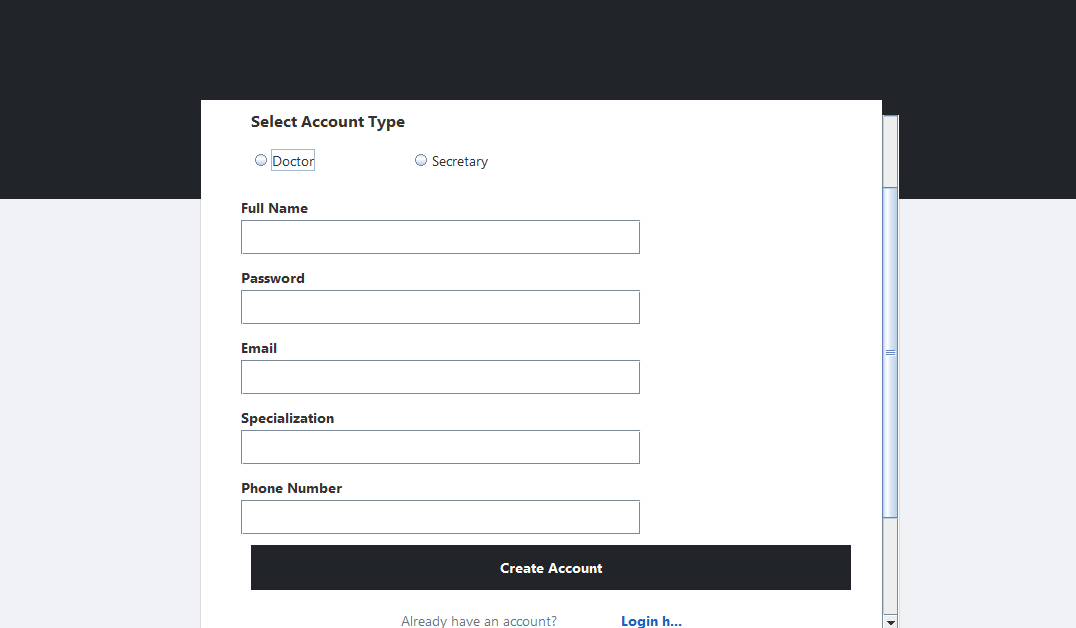 Select Account Type
Doctor Secretary
Full Name
Password
Email
Specialization
Phone Number
Create Account
Already have an account? Login h...